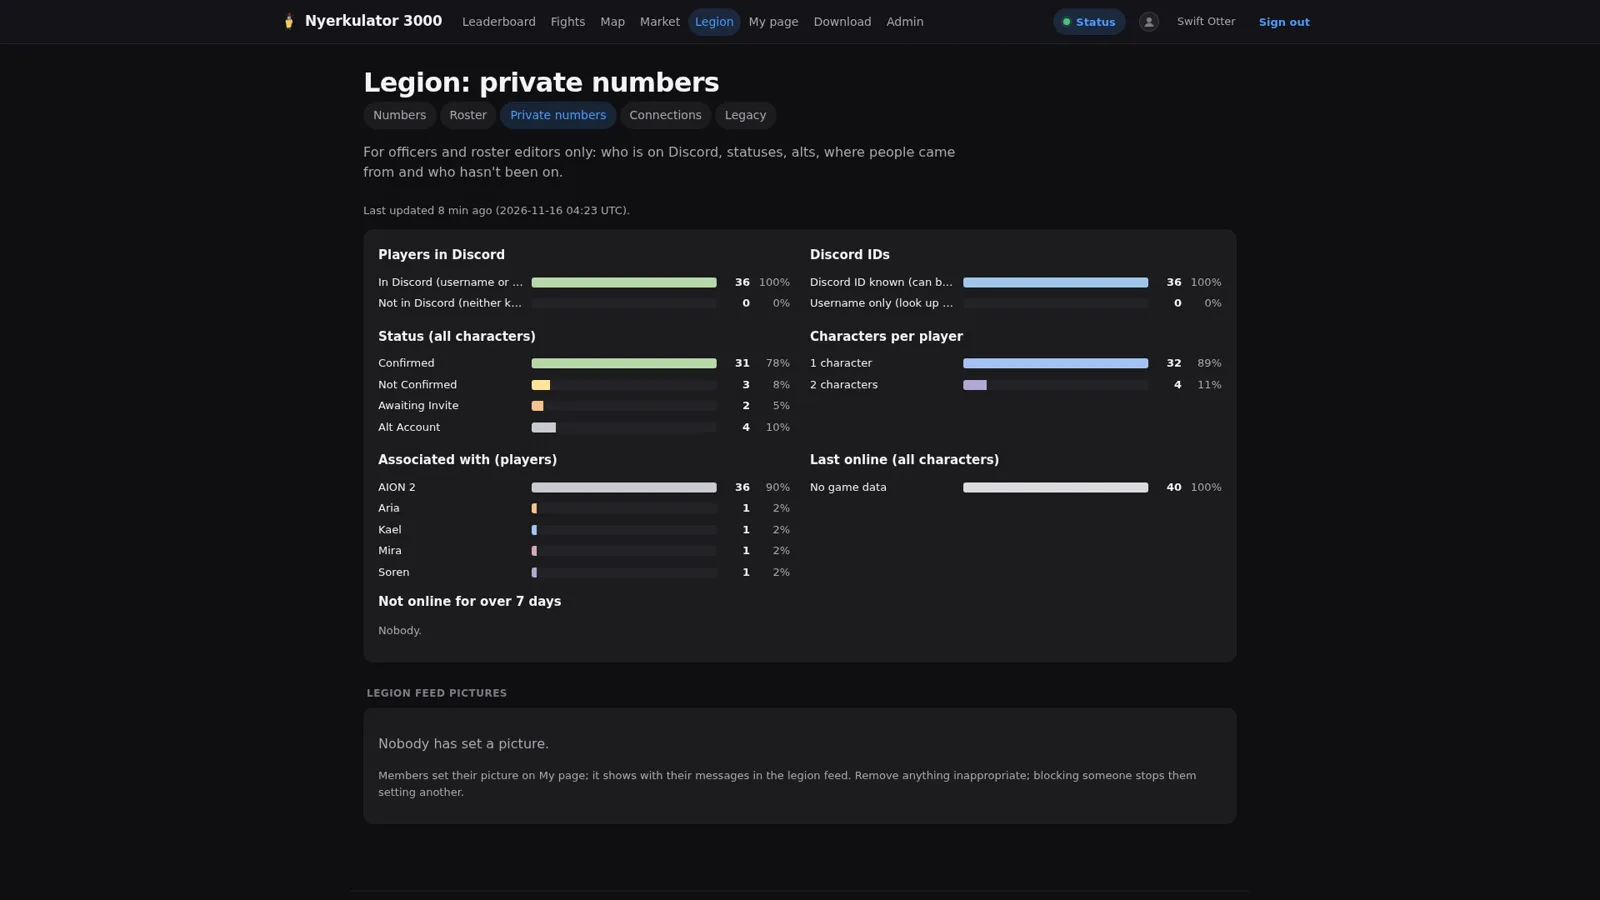 Nyerkulator 3000
Leaderboard
Fights
Map
Market
Legion
My page
Download
Admin
Status
Swift Otter
Sign out
Legion: private numbers
Numbers
Roster
Private numbers
Connections
Legacy
For officers and roster editors only: who is on Discord, statuses, alts, where people came
from and who hasn't been on.
Last updated 8 min ago (2026-11-16 04:23 UTC).
Players in Discord
In Discord (username or ... 36 100%
Not in Discord (neither k... 0 0%
Discord IDs
Discord ID known (can b... 36 100%
Username only (look up ... 0 0%
Status (all characters)
Confirmed 31 78%
Not Confirmed 3 8%
Awaiting Invite 2 5%
Alt Account 4 10%
Characters per player
1 character 32 89%
2 characters 4 11%
Associated with (players)
AION 2 36 90%
Aria 1 2%
Kael 1 2%
Mira 1 2%
Soren 1 2%
Last online (all characters)
No game data 40 100%
Not online for over 7 days
Nobody.
LEGION FEED PICTURES
Nobody has set a picture.
Members set their picture on My page; it shows with their messages in the legion feed. Remove anything inappropriate; blocking someone stops them
setting another.